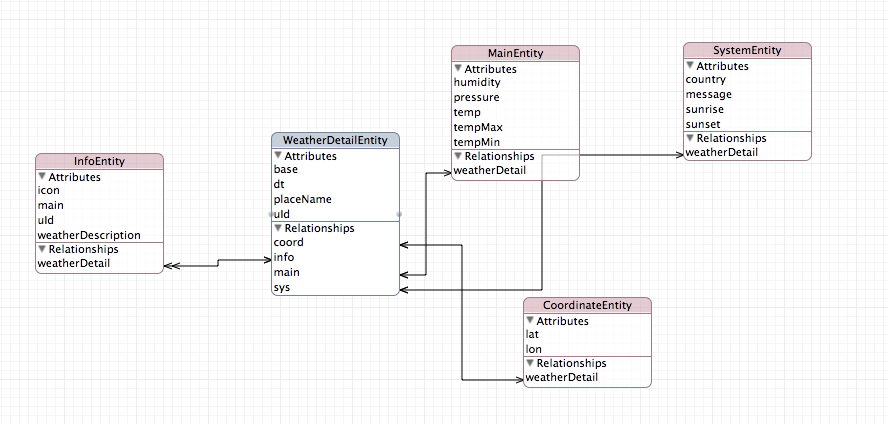 MainEntity
Attributes
humidity
pressure
temp
tempMax
tempMin
Relationships
weatherDetail
SystemEntity
Attributes
country
message
sunrise
sunset
Relationships
weatherDetail
WeatherDetailEntity
Attributes
base
dt
placeName
uId
Relationships
coord
info
main
sys
InfoEntity
Attributes
icon
main
uId
weatherDescription
Relationships
weatherDetail
CoordinateEntity
Attributes
lat
lon
Relationships
weatherDetail